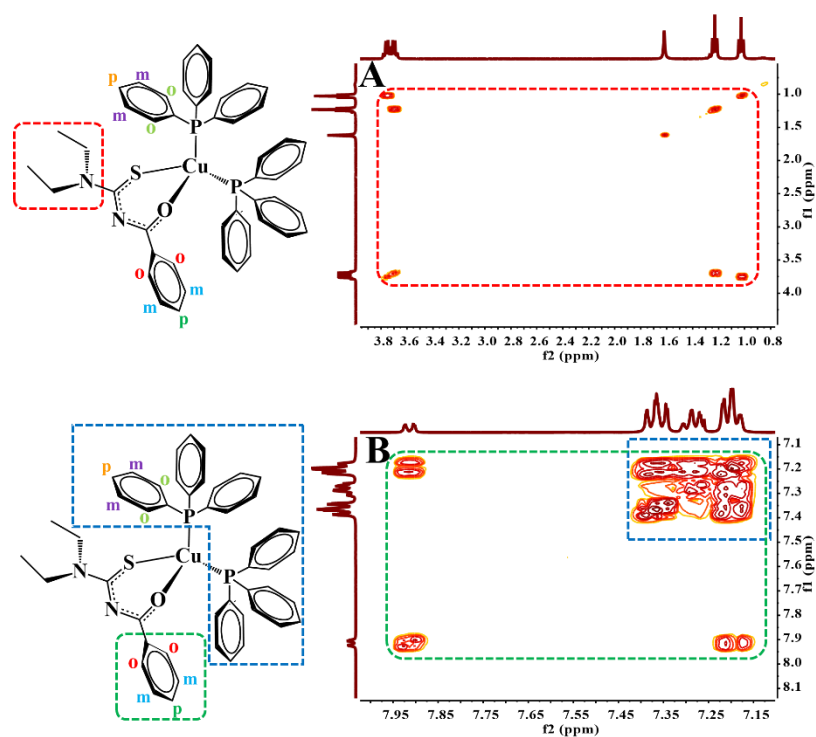 A
p
m
o
m
o
P
S
Cu
P
N
O
N
o
o
m
m
p
1.0
1.5
2.0
2.5
3.0
3.5
4.0
f1 (ppm)
3.8 3.6 3.4 3.2 3.0 2.8 2.6 2.4 2.2 2.0 1.8 1.6 1.4 1.2 1.0 0.8
f2 (ppm)
B
p
m
o
m
o
P
S
Cu
P
N
O
N
o
o
m
m
p
7.1
7.2
7.3
7.4
7.5
7.6
7.7
7.8
7.9
8.0
8.1
f1 (ppm)
7.95 7.85 7.75 7.65 7.55 7.45 7.35 7.25 7.15
f2 (ppm)